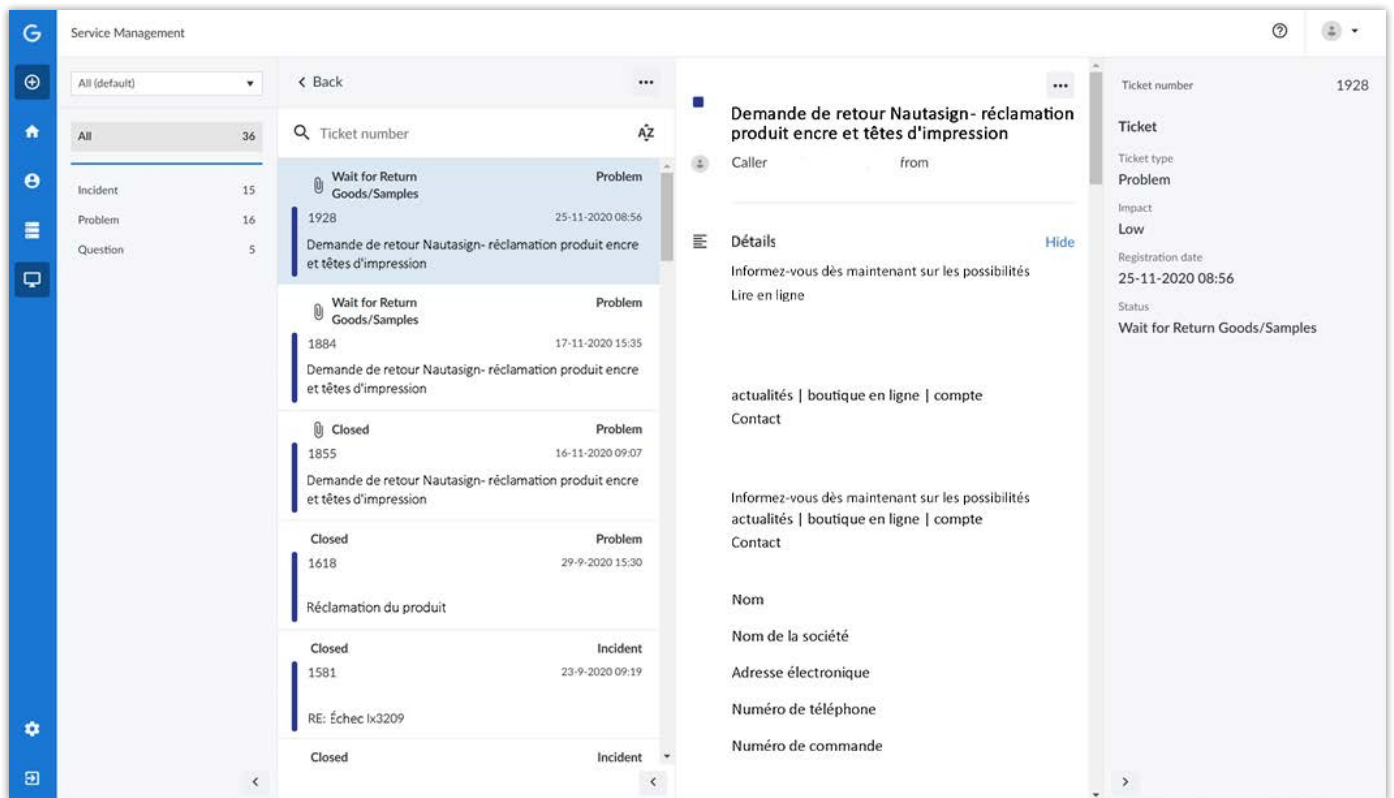 G
Service Management
All (default)
All 36
Incident 15
Problem 16
Question 5
Back
Ticket number
AZ
Wait for Return Problem
Goods/Samples
1928 25-11-2020 08:56
Demande de retour Nautasign- réclamation produit encre
et têtes d'impression
Wait for Return Problem
Goods/Samples
1884 17-11-2020 15:35
Demande de retour Nautasign- réclamation produit encre
et têtes d'impression
Closed Problem
1855 16-11-2020 09:07
Demande de retour Nautasign- réclamation produit encre
et têtes d'impression
Closed Problem
1618 29-9-2020 15:30
Réclamation du produit
Closed Incident
1581 23-9-2020 09:19
RE: Échec lx3209
Closed Incident
Demande de retour Nautasign- réclamation
produit encre et têtes d'impression
Caller from
Détails Hide
Informez-vous dès maintenant sur les possibilités
Lire en ligne
actualités | boutique en ligne | compte
Contact
Informez-vous dès maintenant sur les possibilités
actualités | boutique en ligne | compte
Contact
Nom
Nom de la société
Adresse électronique
Numéro de téléphone
Numéro de commande
Ticket number 1928
Ticket
Ticket type
Problem
Impact
Low
Registration date
25-11-2020 08:56
Status
Wait for Return Goods/Samples